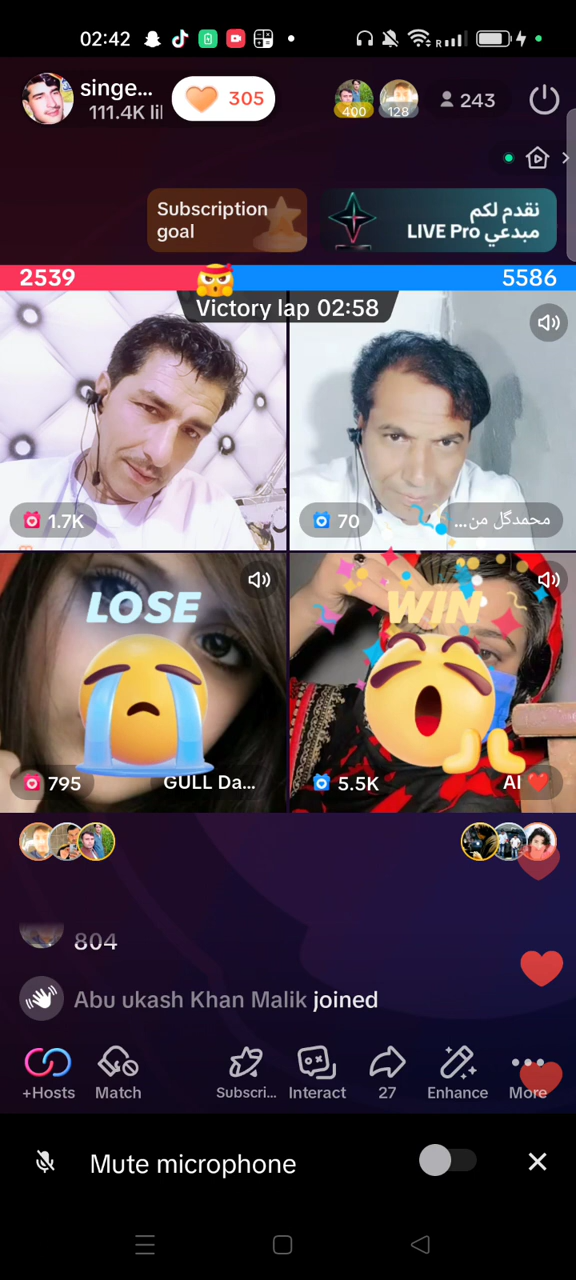 02:42
singe...
111.4K lil
305
400
128
243
Subscription
goal
نقدم لكم
مبدعي LIVE Pro
2539
5586
Victory lap 02:58
1.7K
70
محمدگل من...
LOSE
WIN
795
GULL Da...
5.5K
Al ❤️
804
Abu ukash Khan Malik joined
+Hosts
Match
Subscri...
Interact
27
Enhance
More
Mute microphone